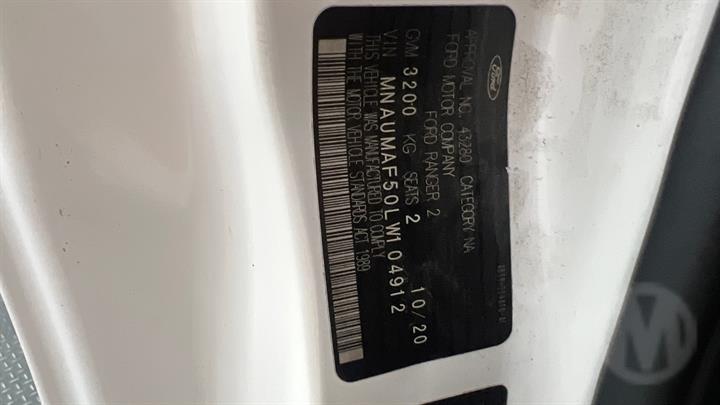 Ford
APPROVAL NO. 43280 CATEGORY NA
FORD MOTOR COMPANY
FORD RANGER 2
GVM 3200 KG SEATS 2 10/20
VIN MNAUMAF50LW104912
THIS VEHICLE WAS MANUFACTURED TO COMPLY
WITH THE MOTOR VEHICLE STANDARDS ACT 1989
M